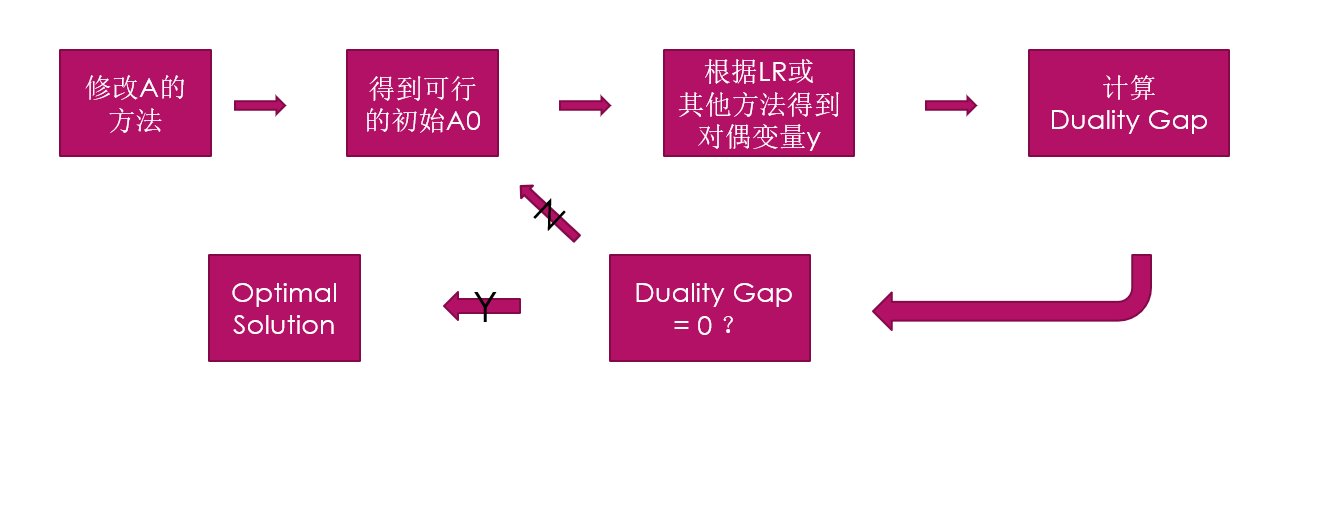 修改A的
方法
得到可行
的初始A0
根据LR或
其他方法得到
对偶变量y
计算
Duality Gap
N
Optimal
Solution
Y
Duality Gap
= 0 ？